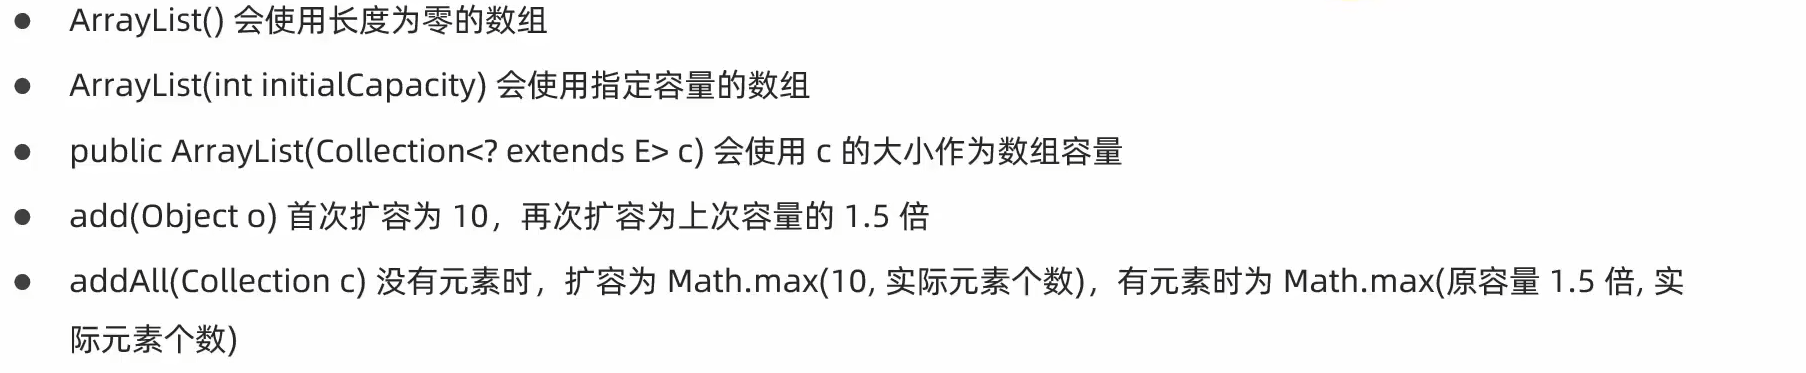 ● ArrayList() 会使用长度为零的数组
● ArrayList(int initialCapacity) 会使用指定容量的数组
● public ArrayList(Collection<? extends E> c) 会使用 c 的大小作为数组容量
● add(Object o) 首次扩容为 10，再次扩容为上次容量的 1.5 倍
● addAll(Collection c) 没有元素时，扩容为 Math.max(10, 实际元素个数)，有元素时为 Math.max(原容量 1.5 倍, 实
际元素个数)